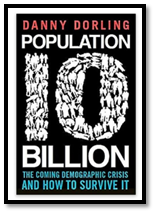 DANNY DORLING
POPULATION
10
BILLION
THE COMING DEMOGRAPHIC CRISIS
AND HOW TO SURVIVE IT